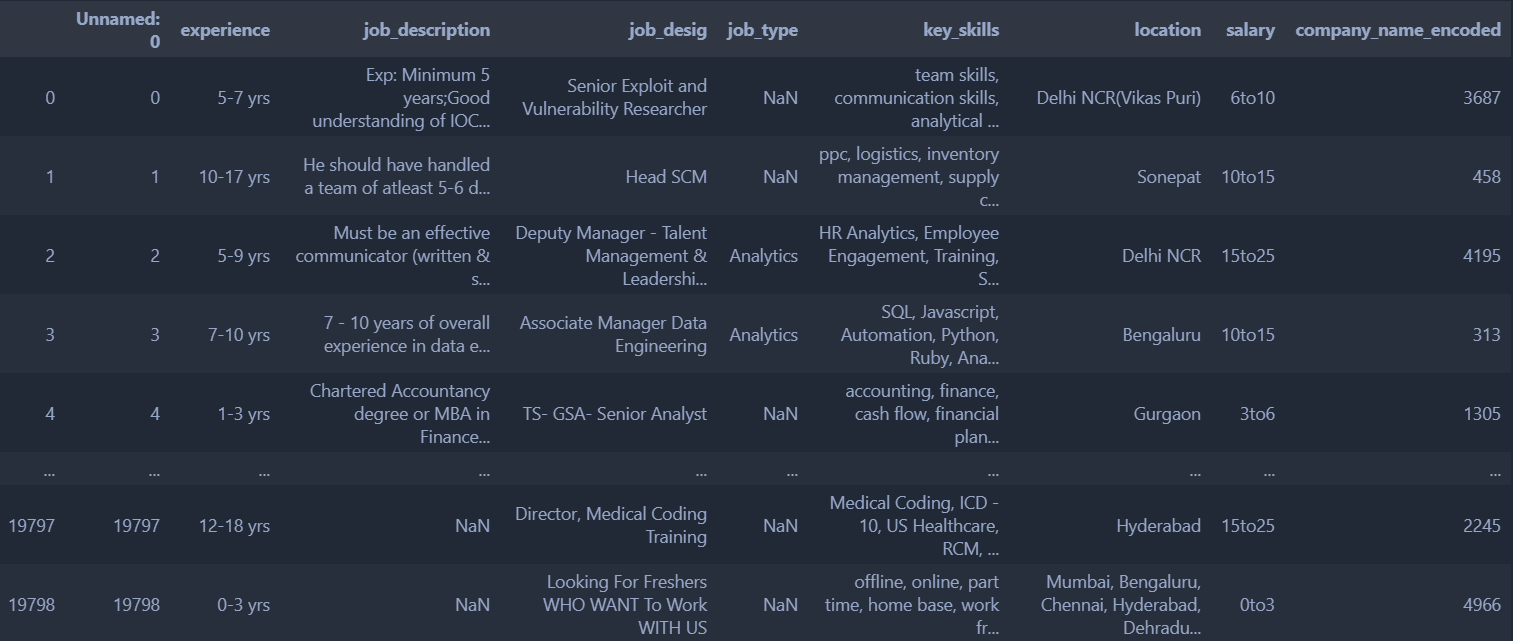 Unnamed: 0 experience job_description job_desig job_type key_skills location salary company_name_encoded
0 0 5-7 yrs Exp: Minimum 5 years;Good understanding of IOC... Senior Exploit and Vulnerability Researcher NaN team skills, communication skills, analytical ... Delhi NCR(Vikas Puri) 6to10 3687
1 1 10-17 yrs He should have handled a team of atleast 5-6 d... Head SCM NaN ppc, logistics, inventory management, supply c... Sonepat 10to15 458
2 2 5-9 yrs Must be an effective communicator (written & s... Deputy Manager - Talent Management & Leadershi... Analytics HR Analytics, Employee Engagement, Training, S... Delhi NCR 15to25 4195
3 3 7-10 yrs 7 - 10 years of overall experience in data e... Associate Manager Data Engineering Analytics SQL, Javascript, Automation, Python, Ruby, Ana... Bengaluru 10to15 313
4 4 1-3 yrs Chartered Accountancy degree or MBA in Finance... TS- GSA- Senior Analyst NaN accounting, finance, cash flow, financial plan... Gurgaon 3to6 1305
... ... ... ... ... ... ... ... ... ...
19797 19797 12-18 yrs NaN Director, Medical Coding Training NaN Medical Coding, ICD - 10, US Healthcare, RCM, ... Hyderabad 15to25 2245
19798 19798 0-3 yrs NaN Looking For Freshers WHO WANT To Work WITH US NaN offline, online, part time, home base, work fr... Mumbai, Bengaluru, Chennai, Hyderabad, Dehradu... 0to3 4966